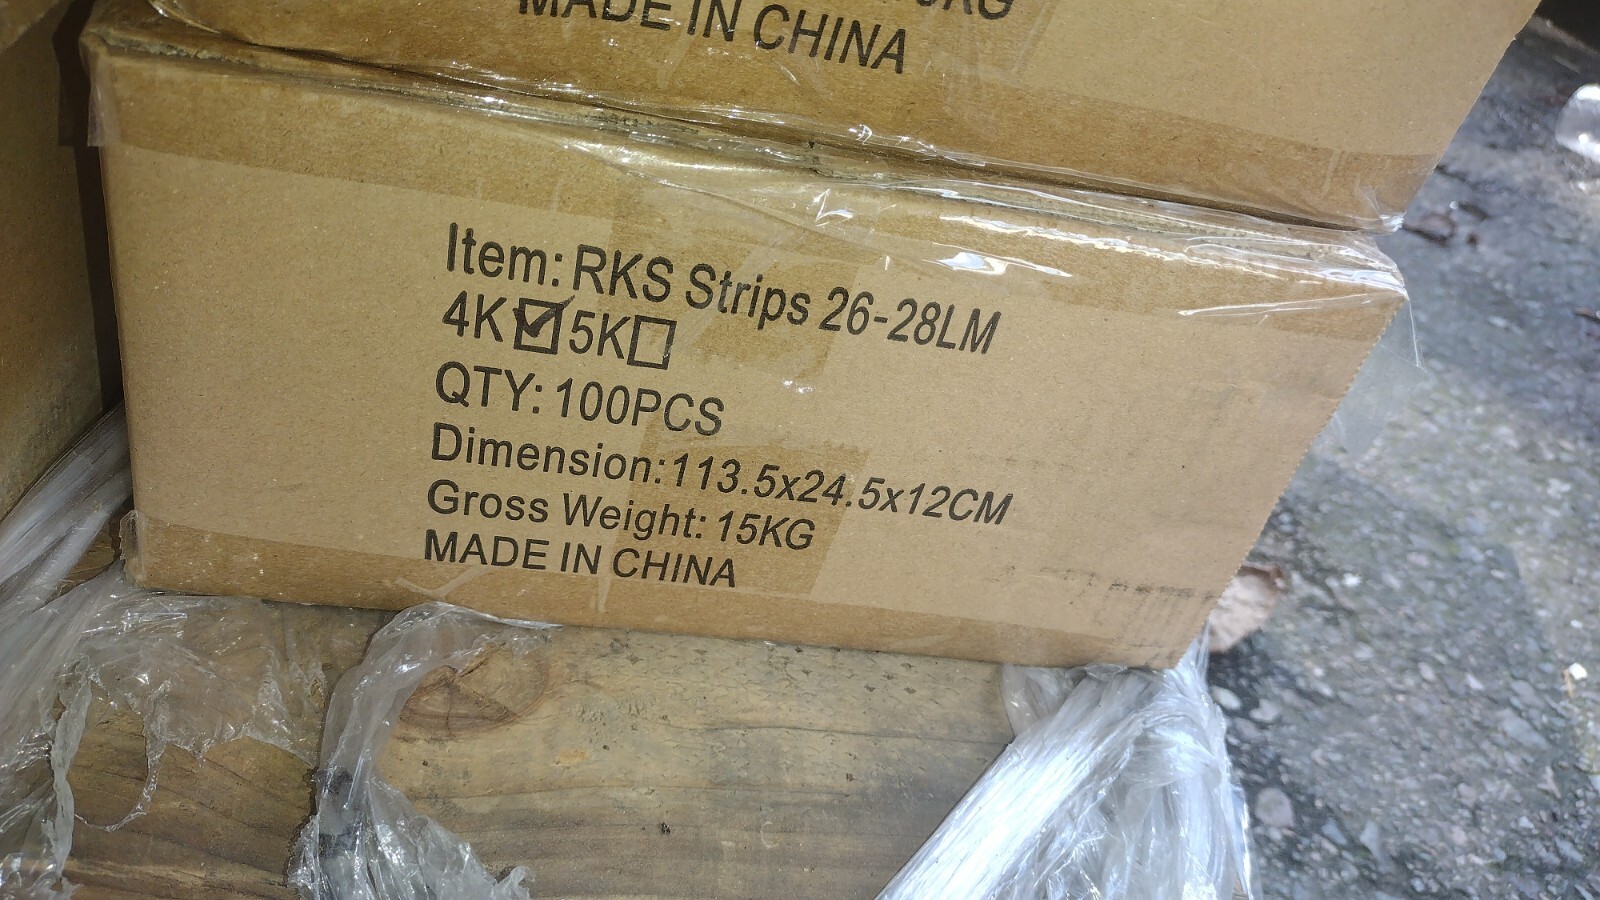 MADE IN CHINA
Item: RKS Strips 26-28LM
4K☑5K☐
QTY: 100PCS
Dimension:113.5x24.5x12CM
Gross Weight: 15KG
MADE IN CHINA